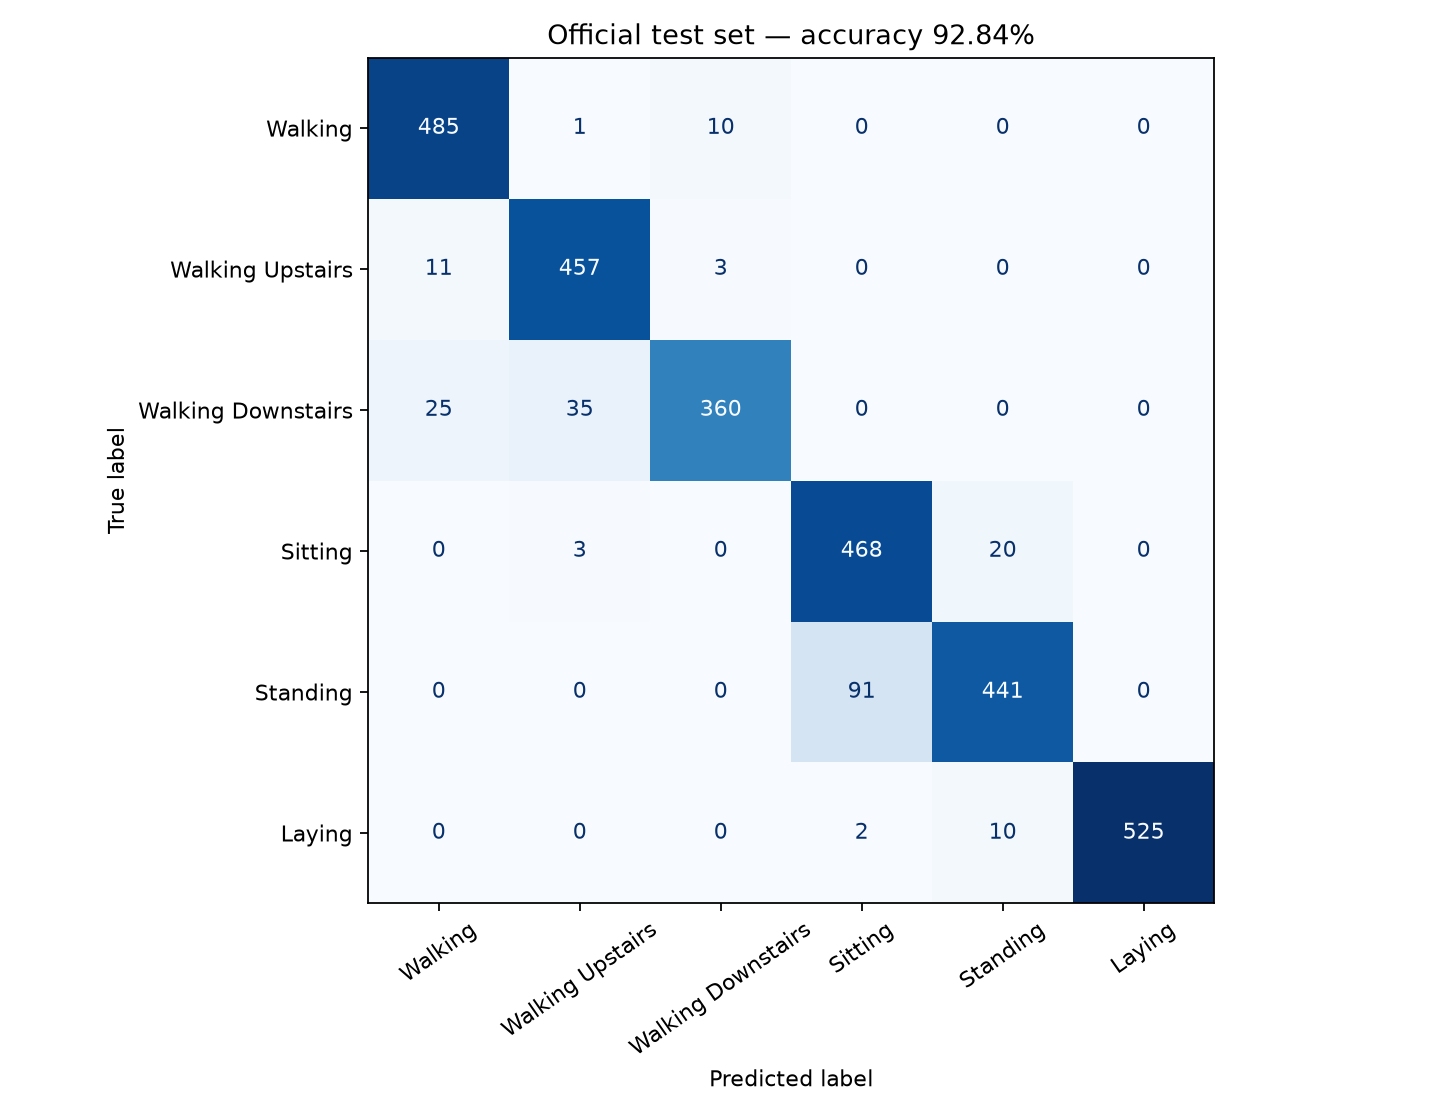 Official test set — accuracy 92.84%
Walking 485 1 10 0 0 0
Walking Upstairs 11 457 3 0 0 0
Walking Downstairs 25 35 360 0 0 0
Sitting 0 3 0 468 20 0
Standing 0 0 0 91 441 0
Laying 0 0 0 2 10 525
True label
Walking Walking Upstairs Walking Downstairs Sitting Standing Laying
Predicted label